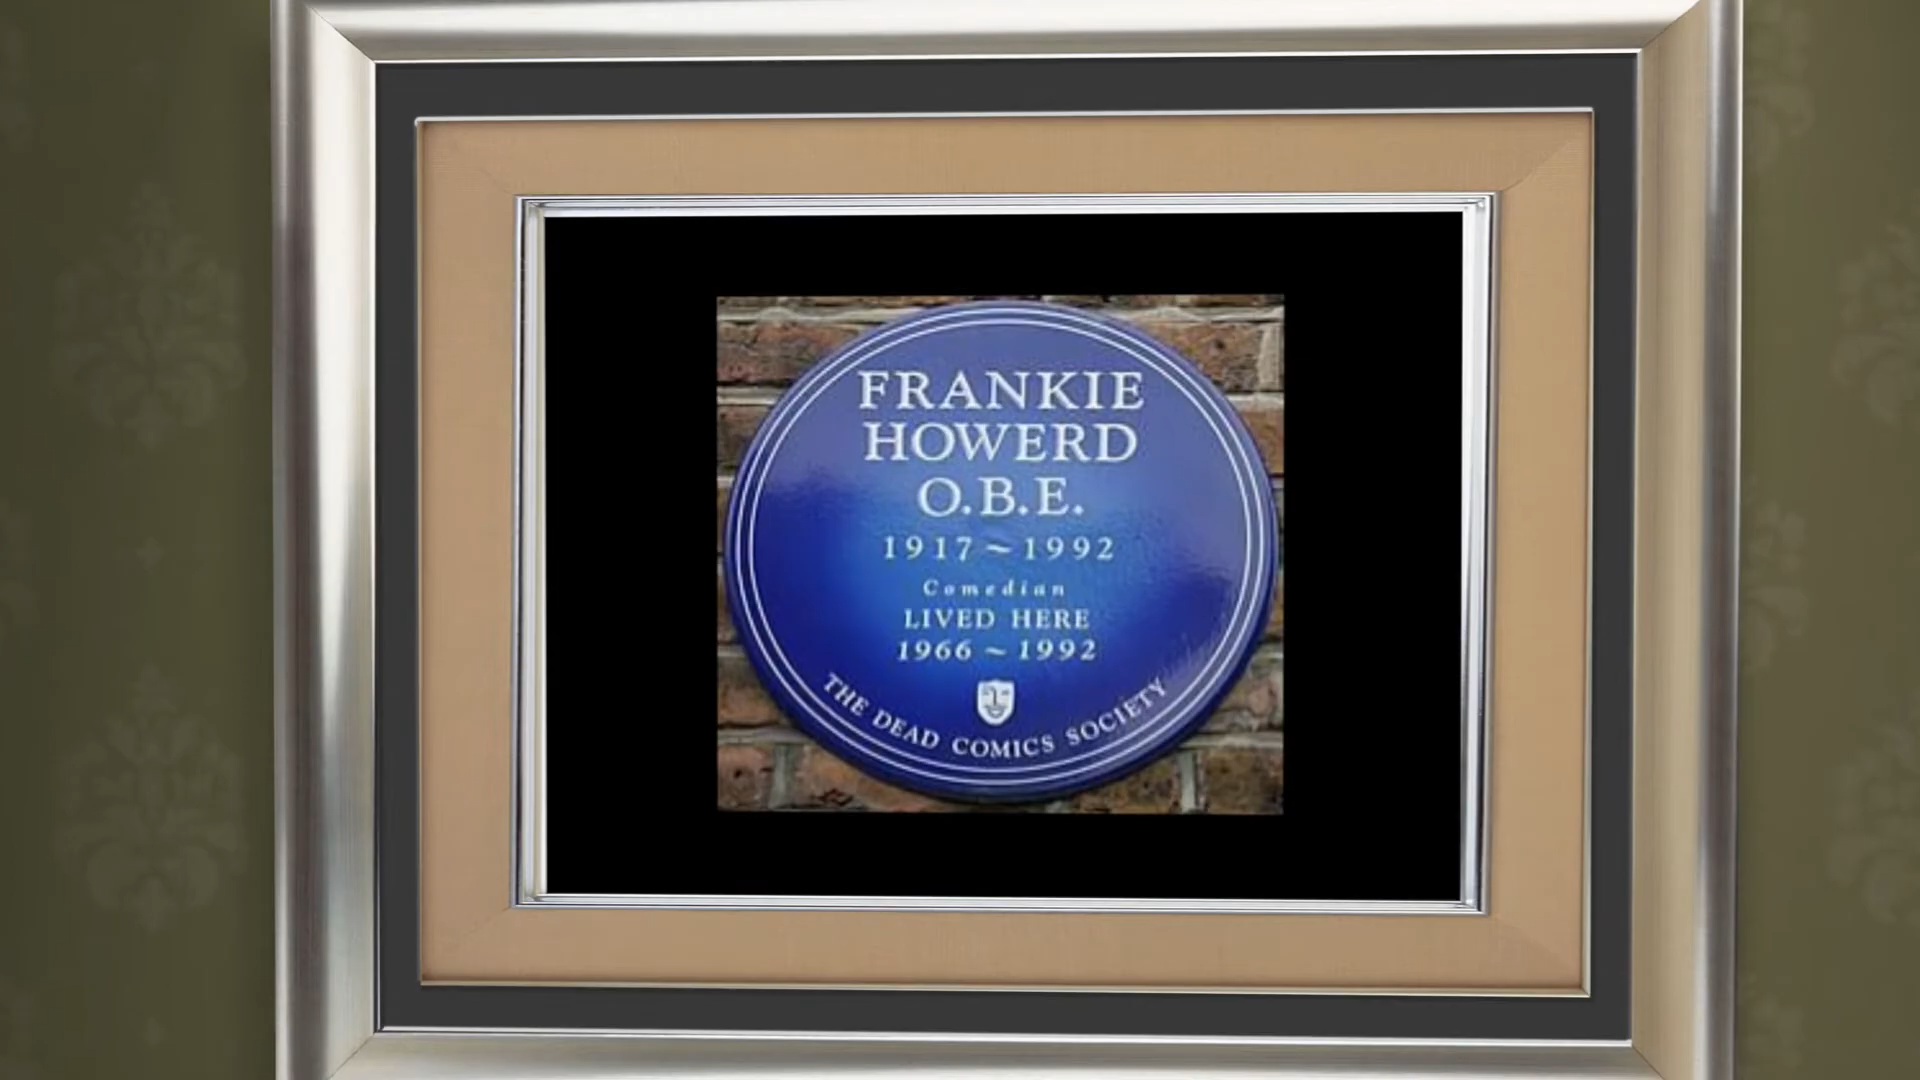 FRANKIE
HOWERD
O.B.E.
1917~1992
Comedian
LIVED HERE
1966~1992
THE DEAD COMICS SOCIETY